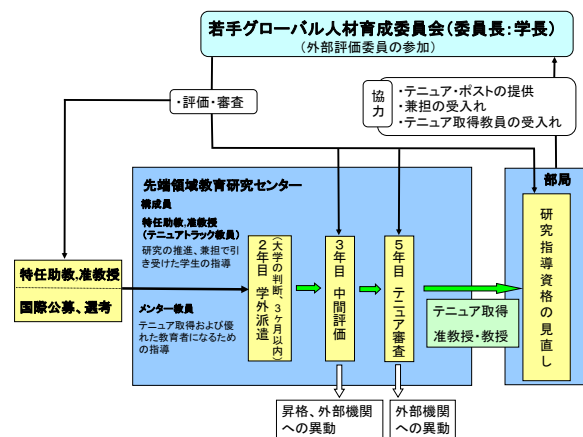 若手グローバル人材育成委員会(委員長:学長)
(外部評価委員の参加)
・評価・審査
協力
・テニュア・ポストの提供
・兼担の受入れ
・テニュア取得教員の受入れ
先端領域教育研究センター
構成員
特任助教,准教授
(テニュアトラック教員)
研究の推進、兼担で引
き受けた学生の指導
メンター教員
テニュア取得および優れ
た教育者になるための
指導
特任助教,准教授
国際公募、選考
2年目 学外派遣
(大学の判断、3ヶ月以内)
3年目 中間評価
5年目 テニュア審査
テニュア取得
准教授・教授
部局
研究指導資格の見直し
昇格、外部機関
への異動
外部機関
への異動